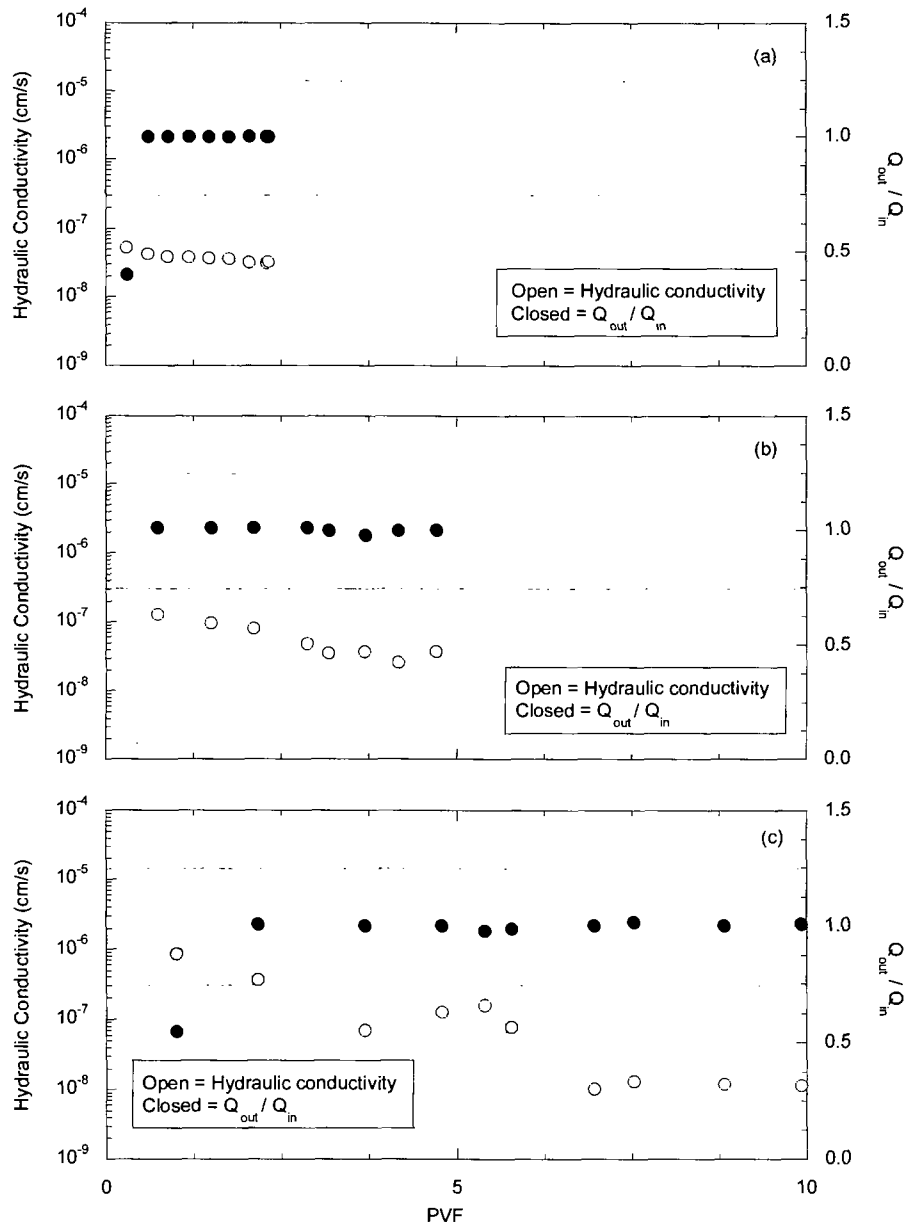 (a)
Hydraulic Conductivity (cm/s)
10^-4
10^-5
10^-6
10^-7
10^-8
10^-9
1.5
1.0
0.5
0.0
Q_out / Q_in
Open = Hydraulic conductivity
Closed = Q_out / Q_in
(b)
Hydraulic Conductivity (cm/s)
10^-4
10^-5
10^-6
10^-7
10^-8
10^-9
1.5
1.0
0.5
0.0
Q_out / Q_in
Open = Hydraulic conductivity
Closed = Q_out / Q_in
(c)
Hydraulic Conductivity (cm/s)
10^-4
10^-5
10^-6
10^-7
10^-8
10^-9
1.5
1.0
0.5
0.0
Q_out / Q_in
Open = Hydraulic conductivity
Closed = Q_out / Q_in
0
5
10
PVF